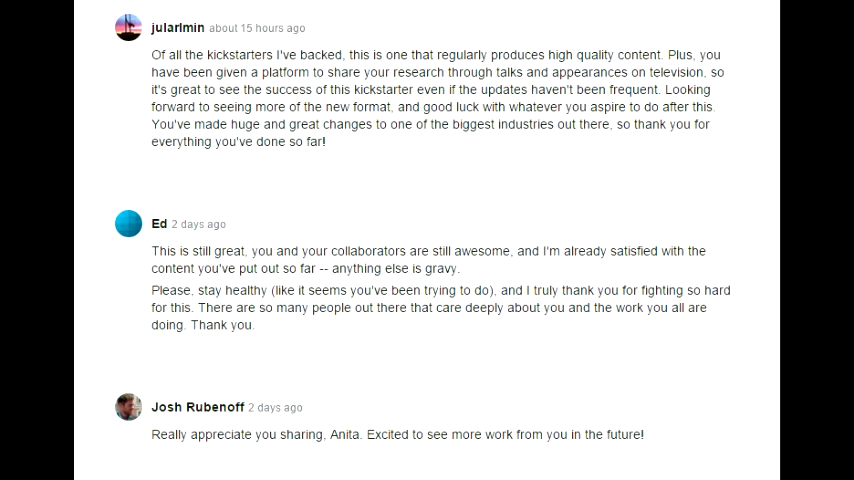 jularlmin about 15 hours ago
Of all the kickstarters I've backed, this is one that regularly produces high quality content. Plus, you
have been given a platform to share your research through talks and appearances on television, so
it's great to see the success of this kickstarter even if the updates haven't been frequent. Looking
forward to seeing more of the new format, and good luck with whatever you aspire to do after this.
You've made huge and great changes to one of the biggest industries out there, so thank you for
everything you've done so far!
Ed 2 days ago
This is still great, you and your collaborators are still awesome, and I'm already satisfied with the
content you've put out so far -- anything else is gravy.
Please, stay healthy (like it seems you've been trying to do), and I truly thank you for fighting so hard
for this. There are so many people out there that care deeply about you and the work you all are
doing. Thank you.
Josh Rubenoff 2 days ago
Really appreciate you sharing, Anita. Excited to see more work from you in the future!